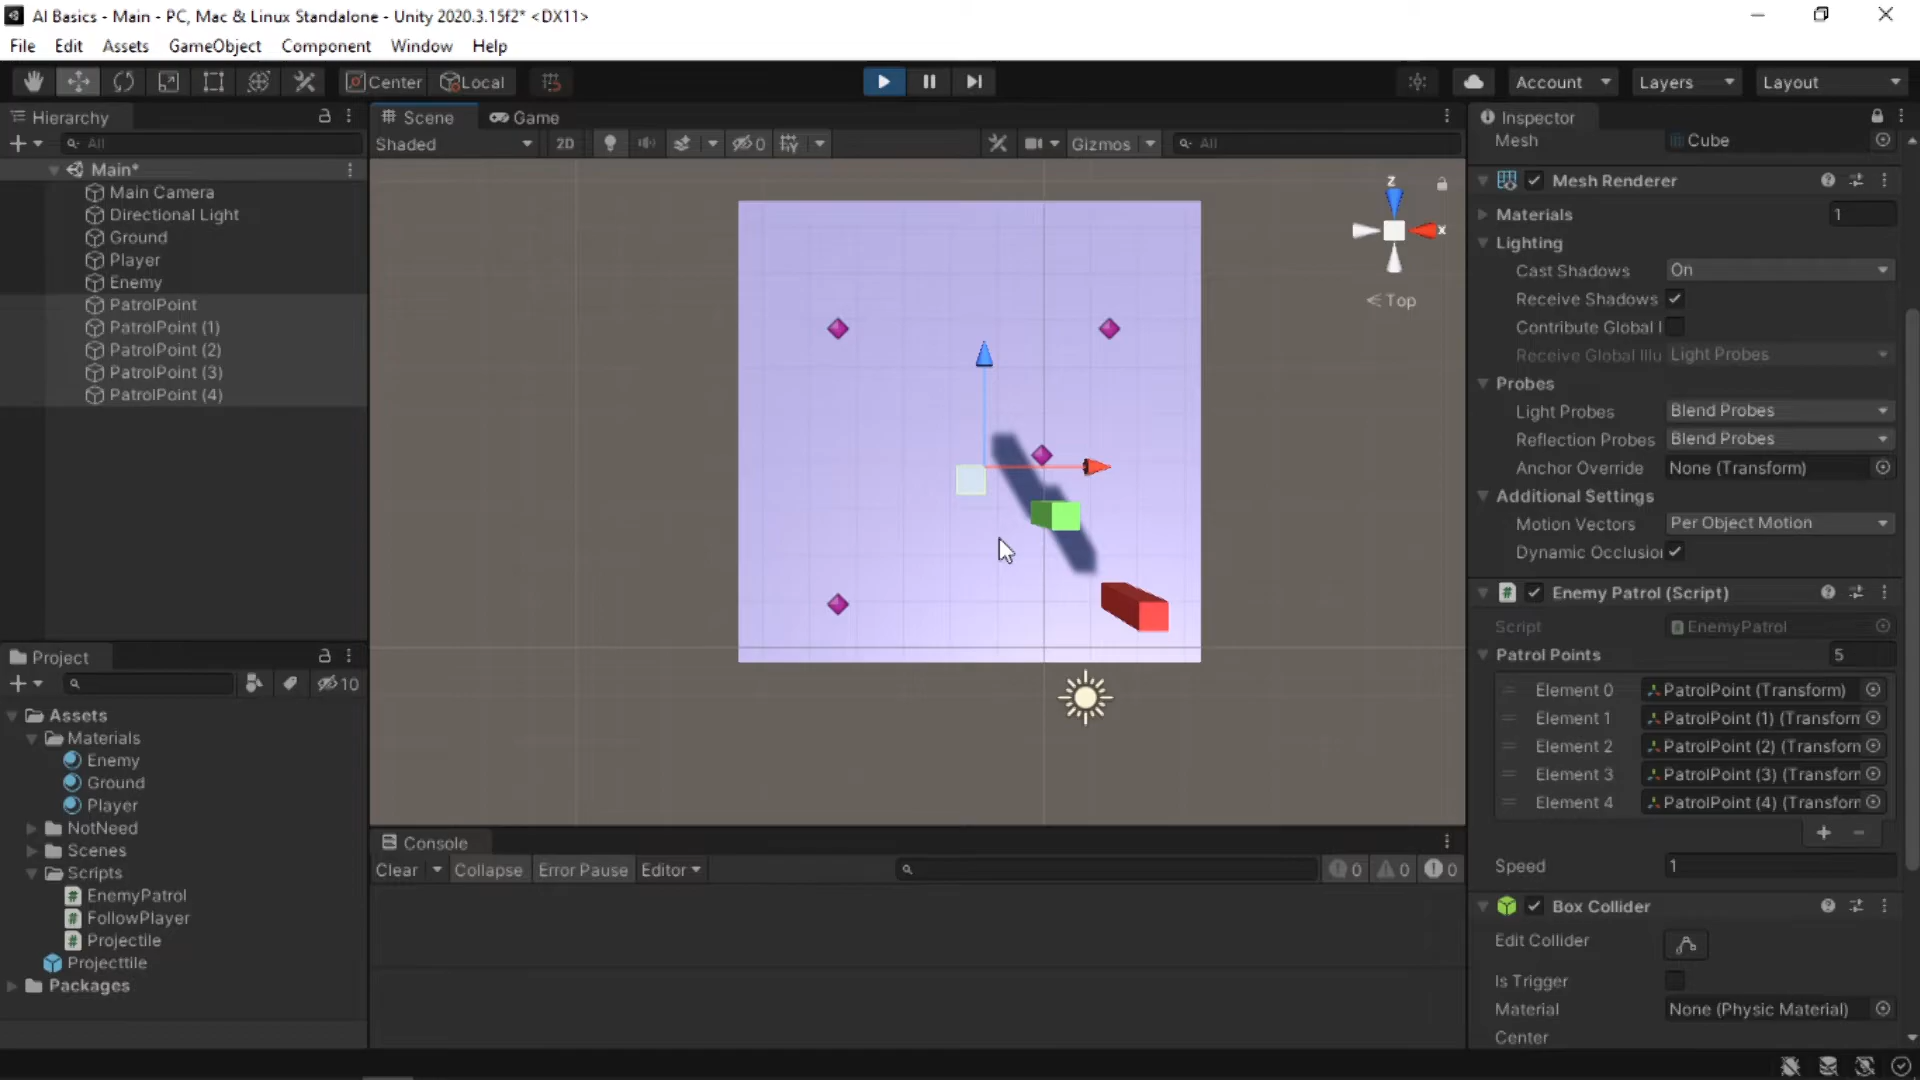 AI Basics - Main - PC, Mac & Linux Standalone - Unity 2020.3.15f2* <DX11>
File Edit Assets GameObject Component Window Help
Center Local Account Layers Layout
Hierarchy
All
Main*
Main Camera
Directional Light
Ground
Player
Enemy
PatrolPoint
PatrolPoint (1)
PatrolPoint (2)
PatrolPoint (3)
PatrolPoint (4)
Project
10
Assets
Materials
Enemy
Ground
Player
NotNeed
Scenes
Scripts
EnemyPatrol
FollowPlayer
Projectile
Projecttile
Packages
Scene Game
Shaded 2D 0 Gizmos All
z
x
Top
Console
Clear Collapse Error Pause Editor 0 0 0
Inspector
Mesh Cube
Mesh Renderer
Materials 1
Lighting
Cast Shadows On
Receive Shadows
Contribute Global I
Receive Global Illu Light Probes
Probes
Light Probes Blend Probes
Reflection Probes Blend Probes
Anchor Override None (Transform)
Additional Settings
Motion Vectors Per Object Motion
Dynamic Occlusion
Enemy Patrol (Script)
Script EnemyPatrol
Patrol Points 5
Element 0 PatrolPoint (Transform)
Element 1 PatrolPoint (1) (Transform
Element 2 PatrolPoint (2) (Transform
Element 3 PatrolPoint (3) (Transform
Element 4 PatrolPoint (4) (Transform
Speed 1
Box Collider
Edit Collider
Is Trigger
Material None (Physic Material)
Center